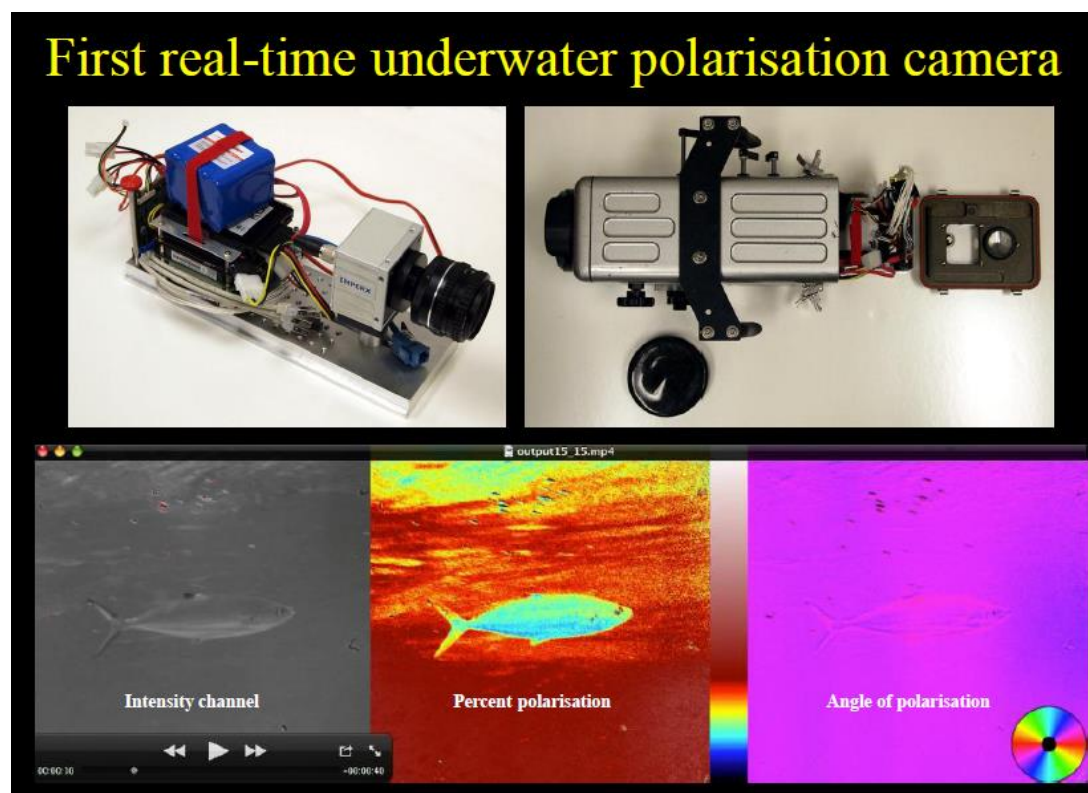 First real-time underwater polarisation camera
IMPERX
output15_15.mp4
Intensity channel
Percent polarisation
Angle of polarisation
00:00:10
-00:00:40